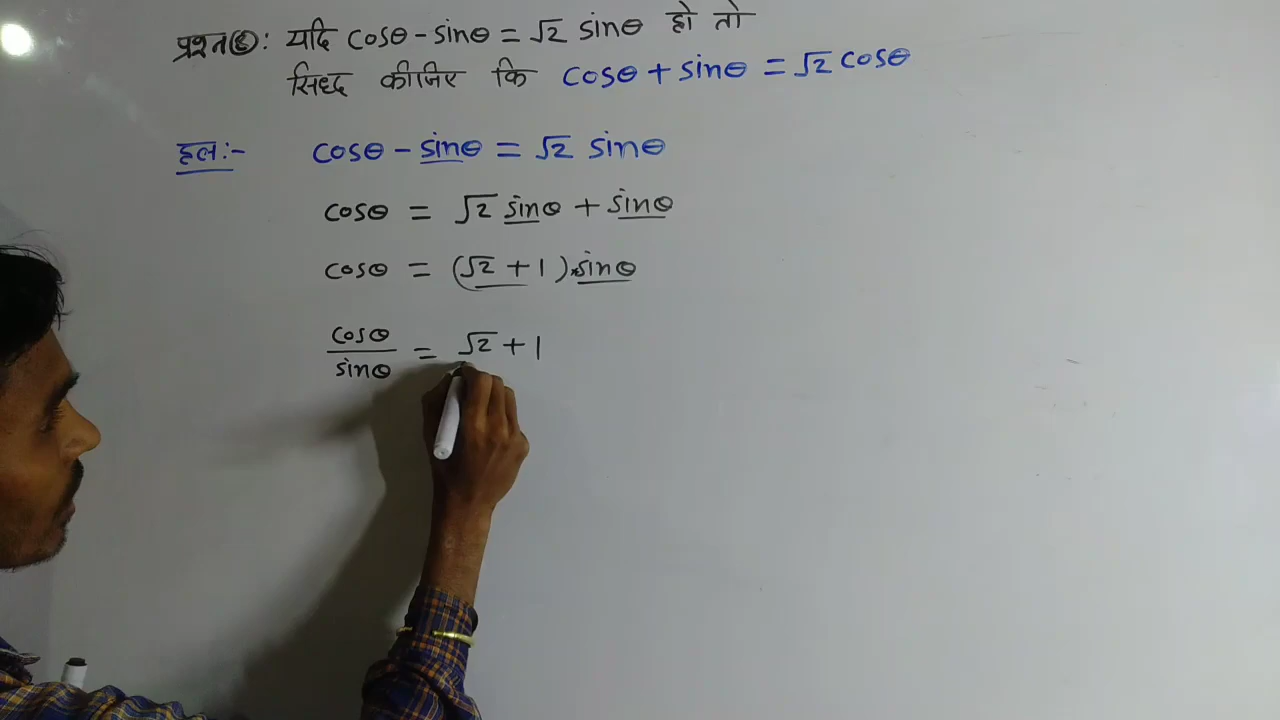 प्रश्न⑧: यदि cosθ - sinθ = √2 sinθ हो तो
सिध्द कीजिए कि cosθ + sinθ = √2 cosθ
हल:- cosθ - sinθ = √2 sinθ
cosθ = √2 sinθ + sinθ
cosθ = (√2 + 1).sinθ
cosθ/sinθ = √2 + 1